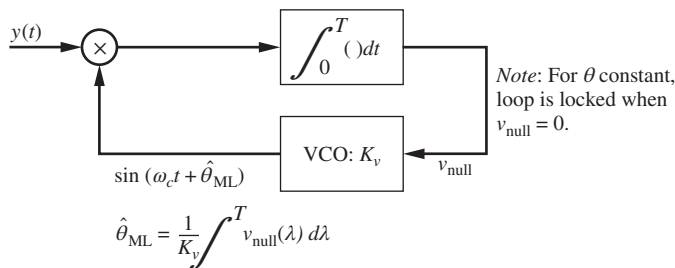 y(t)
×
∫₀ᵀ ( )dt
Note: For θ constant,
loop is locked when
v_null = 0.
VCO: K_v
v_null
sin (ω_c t + θ̂_ML)
θ̂_ML = 1/K_v ∫^T v_null(λ) dλ